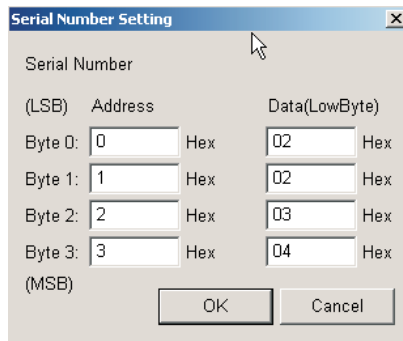 Serial Number Setting
Serial Number
(LSB) Address Data(LowByte)
Byte 0: 0 Hex 02 Hex
Byte 1: 1 Hex 02 Hex
Byte 2: 2 Hex 03 Hex
Byte 3: 3 Hex 04 Hex
(MSB)
OK Cancel